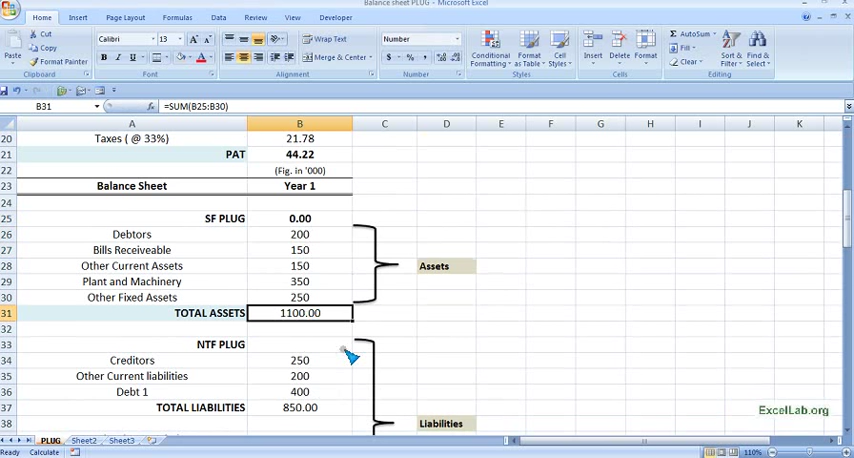 Balance sheet PLUG - Microsoft Excel
Home Insert Page Layout Formulas Data Review View Developer
Cut
Copy
Format Painter
Paste
Clipboard
Calibri 13
B I U
Font
Wrap Text
Merge & Center
Alignment
Number
$ % ,
Number
Conditional Formatting
Format as Table
Cell Styles
Styles
Insert Delete Format
Cells
AutoSum
Fill
Clear
Sort & Filter
Find & Select
Editing
B31 =SUM(B25:B30)
A B C D E F G H I J K
20 Taxes ( @ 33%) 21.78
21 PAT 44.22
22 (Fig. in '000)
23 Balance Sheet Year 1
24
25 SF PLUG 0.00
26 Debtors 200
27 Bills Receiveable 150
28 Other Current Assets 150 Assets
29 Plant and Machinery 350
30 Other Fixed Assets 250
31 TOTAL ASSETS 1100.00
32
33 NTF PLUG
34 Creditors 250
35 Other Current liabilities 200
36 Debt 1 400
37 TOTAL LIABILITIES 850.00
38 Liabilities
ExcelLab.org
PLUG Sheet2 Sheet3
Ready Calculate 110%